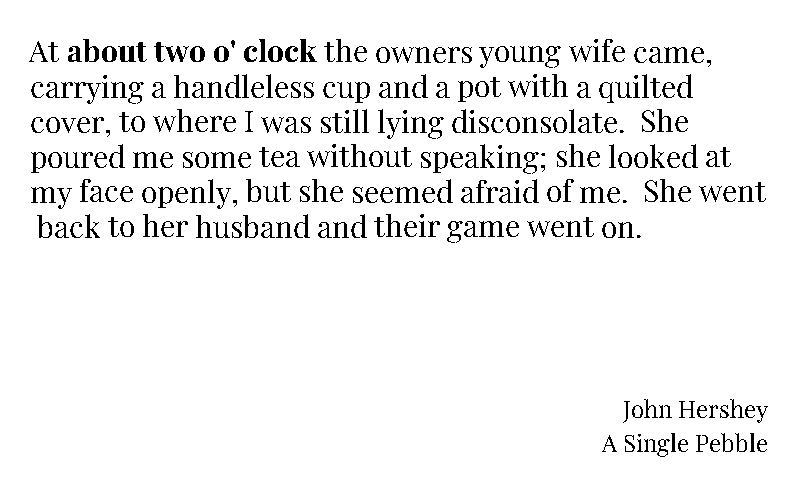 At about two o' clock the owners young wife came,
carrying a handleless cup and a pot with a quilted
cover, to where I was still lying disconsolate.  She
poured me some tea without speaking; she looked at
my face openly, but she seemed afraid of me.  She went
back to her husband and their game went on.
John Hershey
A Single Pebble